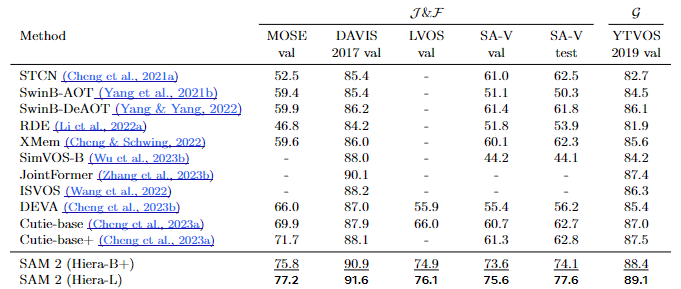 J&F G
Method MOSE DAVIS LVOS SA-V SA-V YTVOS
val 2017 val val val test 2019 val
STCN (Cheng et al., 2021a) 52.5 85.4 - 61.0 62.5 82.7
SwinB-AOT (Yang et al., 2021b) 59.4 85.4 - 51.1 50.3 84.5
SwinB-DeAOT (Yang & Yang, 2022) 59.9 86.2 - 61.4 61.8 86.1
RDE (Li et al., 2022a) 46.8 84.2 - 51.8 53.9 81.9
XMem (Cheng & Schwing, 2022) 59.6 86.0 - 60.1 62.3 85.6
SimVOS-B (Wu et al., 2023b) - 88.0 - 44.2 44.1 84.2
JointFormer (Zhang et al., 2023b) - 90.1 - - - 87.4
ISVOS (Wang et al., 2022) - 88.2 - - - 86.3
DEVA (Cheng et al., 2023b) 66.0 87.0 55.9 55.4 56.2 85.4
Cutie-base (Cheng et al., 2023a) 69.9 87.9 66.0 60.7 62.7 87.0
Cutie-base+ (Cheng et al., 2023a) 71.7 88.1 - 61.3 62.8 87.5
SAM 2 (Hiera-B+) 75.8 90.9 74.9 73.6 74.1 88.4
SAM 2 (Hiera-L) 77.2 91.6 76.1 75.6 77.6 89.1